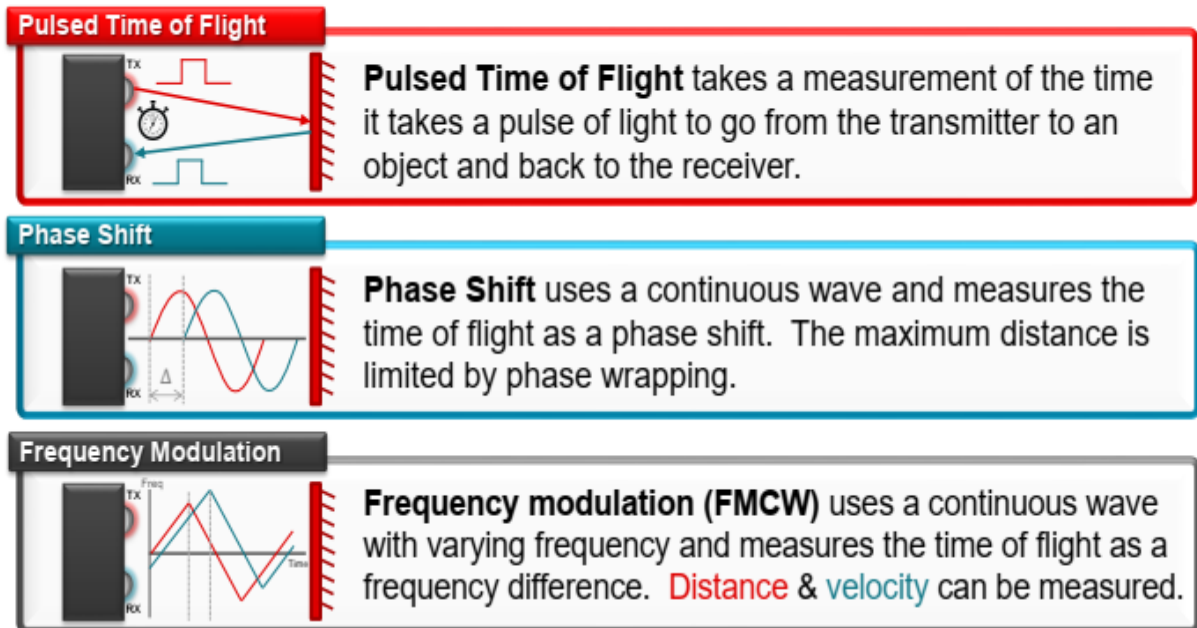 Pulsed Time of Flight
TX
RX
Pulsed Time of Flight takes a measurement of the time
it takes a pulse of light to go from the transmitter to an
object and back to the receiver.
Phase Shift
TX
Δ
RX
Phase Shift uses a continuous wave and measures the
time of flight as a phase shift. The maximum distance is
limited by phase wrapping.
Frequency Modulation
TX
Freq
Time
RX
Frequency modulation (FMCW) uses a continuous wave
with varying frequency and measures the time of flight as a
frequency difference. Distance & velocity can be measured.